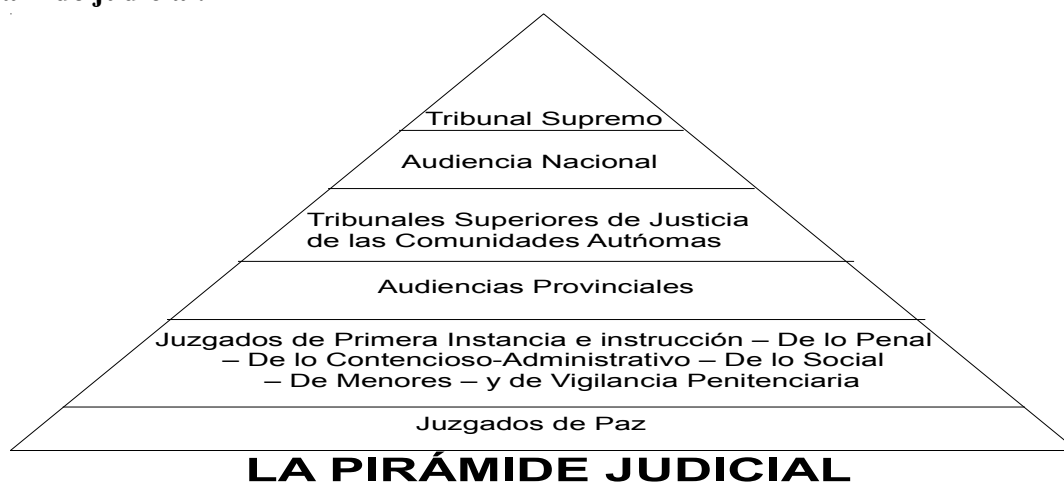 Tribunal Supremo
Audiencia Nacional
Tribunales Superiores de Justicia
de las Comunidades Autńomas
Audiencias Provinciales
Juzgados de Primera Instancia e instrucción – De lo Penal
– De lo Contencioso-Administrativo – De lo Social
– De Menores – y de Vigilancia Penitenciaria
Juzgados de Paz
LA PIRÁMIDE JUDICIAL